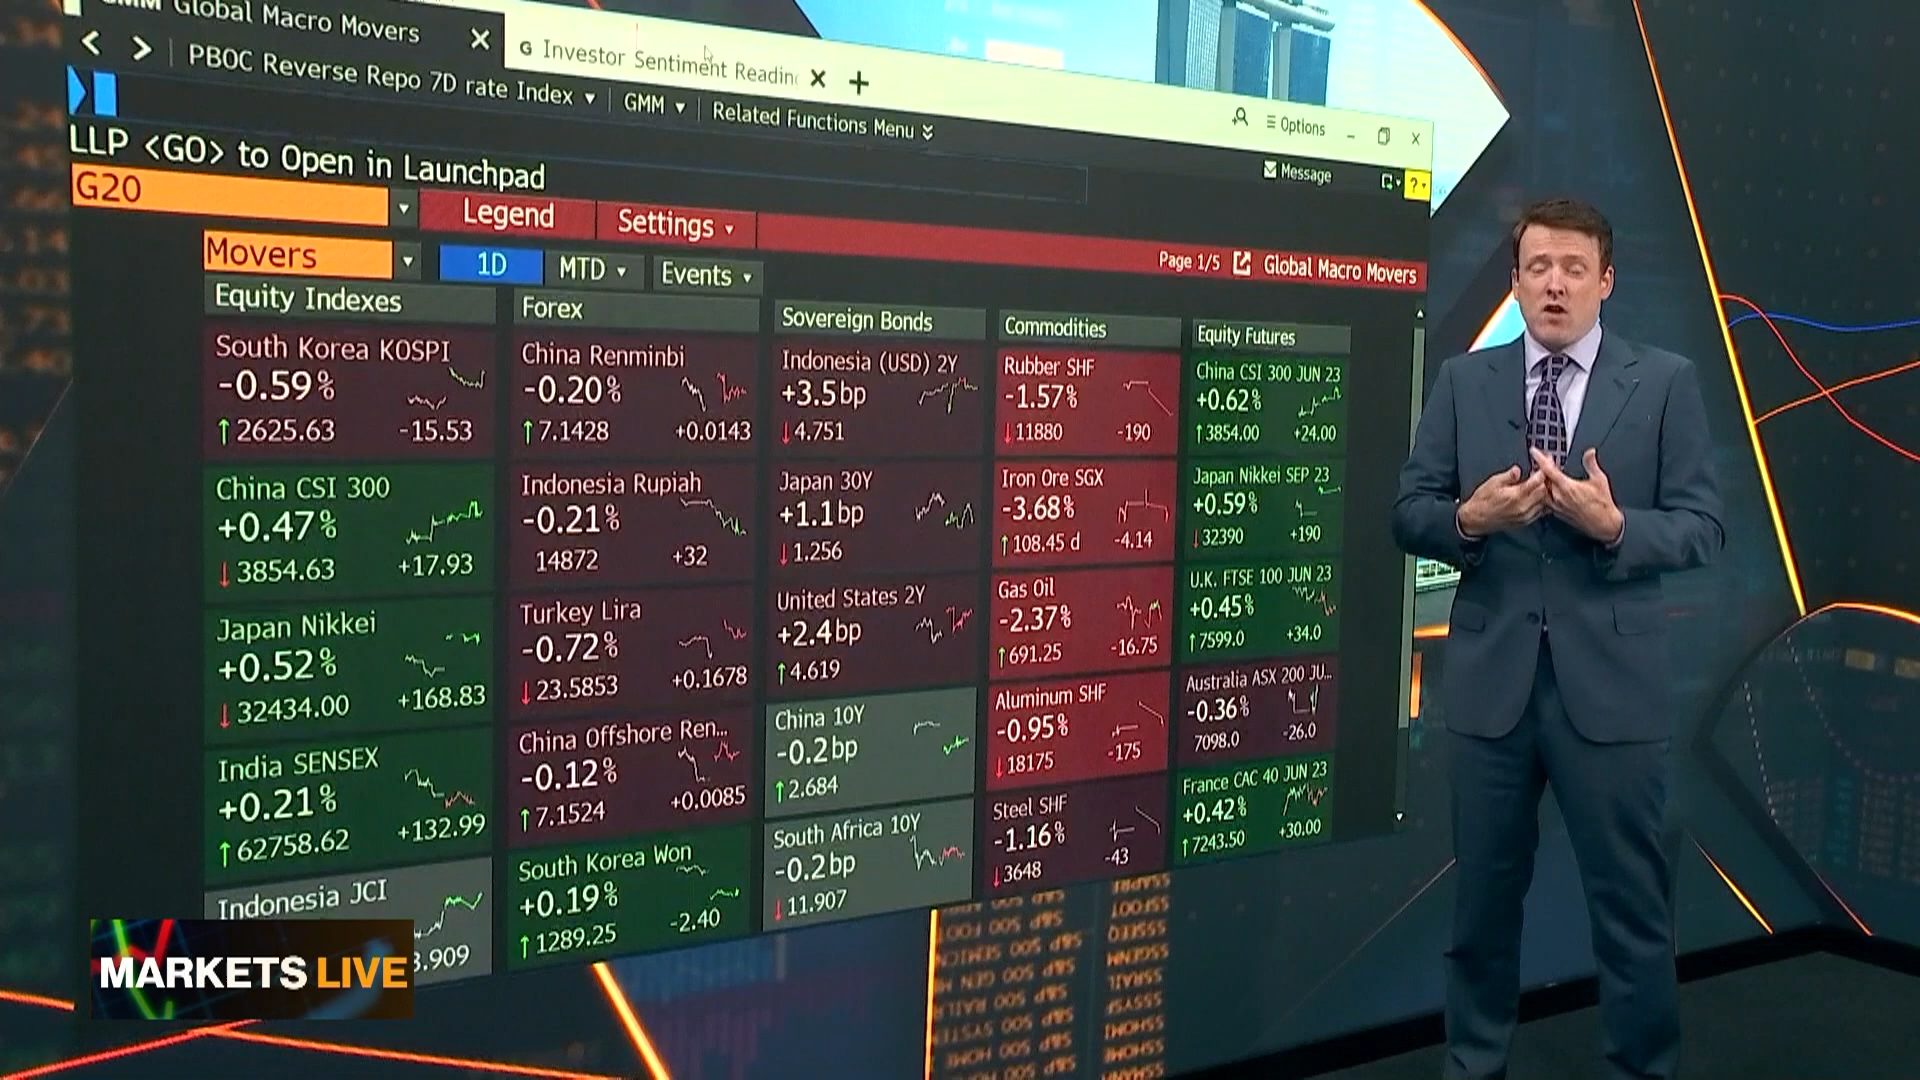 Global Macro Movers
G Investor Sentiment Readin
PBOC Reverse Repo 7D rate Index
GMM
Related Functions Menu
Options
LLP <GO> to Open in Launchpad
Message
?
G20
Legend
Settings
Page 1/5
Global Macro Movers
Movers
1D
MTD
Events
Equity Indexes
South Korea KOSPI
-0.59%
↑ 2625.63 -15.53
China CSI 300
+0.47%
↓ 3854.63 +17.93
Japan Nikkei
+0.52%
↓ 32434.00 +168.83
India SENSEX
+0.21%
↑ 62758.62 +132.99
Indonesia JCI
3.909
Forex
China Renminbi
-0.20%
↑ 7.1428 +0.0143
Indonesia Rupiah
-0.21%
14872 +32
Turkey Lira
-0.72%
↓ 23.5853 +0.1678
China Offshore Ren...
-0.12%
↑ 7.1524 +0.0085
South Korea Won
+0.19%
↑ 1289.25 -2.40
Sovereign Bonds
Indonesia (USD) 2Y
+3.5bp
↓ 4.751
Japan 30Y
+1.1bp
↓ 1.256
United States 2Y
+2.4bp
↑ 4.619
China 10Y
-0.2bp
↑ 2.684
South Africa 10Y
-0.2bp
↓ 11.907
Commodities
Rubber SHF
-1.57%
↓ 11880 -190
Iron Ore SGX
-3.68%
↑ 108.45 d -4.14
Gas Oil
-2.37%
↑ 691.25 -16.75
Aluminum SHF
-0.95%
↓ 18175 -175
Steel SHF
-1.16%
↓ 3648 -43
Equity Futures
China CSI 300 JUN 23
+0.62%
↑ 3854.00 +24.00
Japan Nikkei SEP 23
+0.59%
↓ 32390 +190
U.K. FTSE 100 JUN 23
+0.45%
↑ 7599.0 +34.0
Australia ASX 200 JU...
-0.36%
7098.0 -26.0
France CAC 40 JUN 23
+0.42%
↑ 7243.50 +30.00
MARKETS LIVE